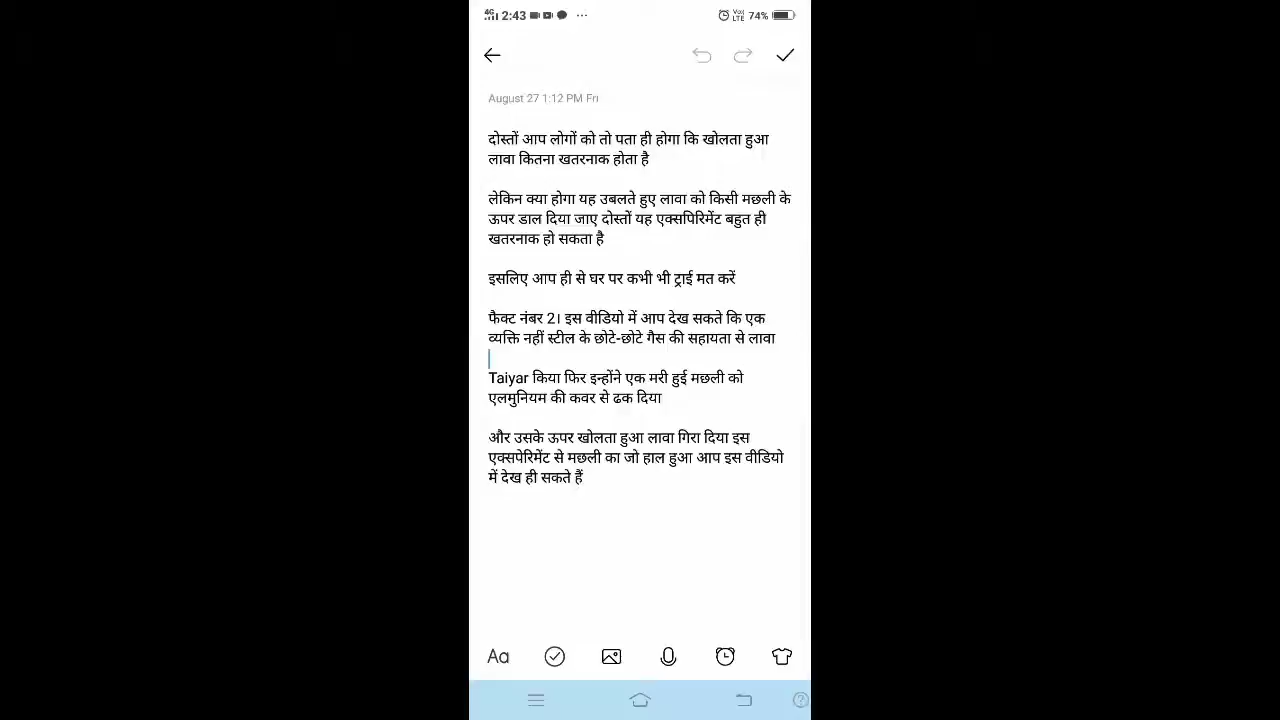 4G 2:43 ... Vo) LTE 74%
August 27 1:12 PM Fri
दोस्तों आप लोगों को तो पता ही होगा कि खोलता हुआ
लावा कितना खतरनाक होता है
लेकिन क्या होगा यह उबलते हुए लावा को किसी मछली के
ऊपर डाल दिया जाए दोस्तों यह एक्सपिरिमेंट बहुत ही
खतरनाक हो सकता है
इसलिए आप ही से घर पर कभी भी ट्राई मत करें
फैक्ट नंबर 2। इस वीडियो में आप देख सकते कि एक
व्यक्ति नहीं स्टील के छोटे-छोटे गैस की सहायता से लावा
Taiyar किया फिर इन्होंने एक मरी हुई मछली को
एलमुनियम की कवर से ढक दिया
और उसके ऊपर खोलता हुआ लावा गिरा दिया इस
एक्सपेरिमेंट से मछली का जो हाल हुआ आप इस वीडियो
में देख ही सकते हैं
Aa